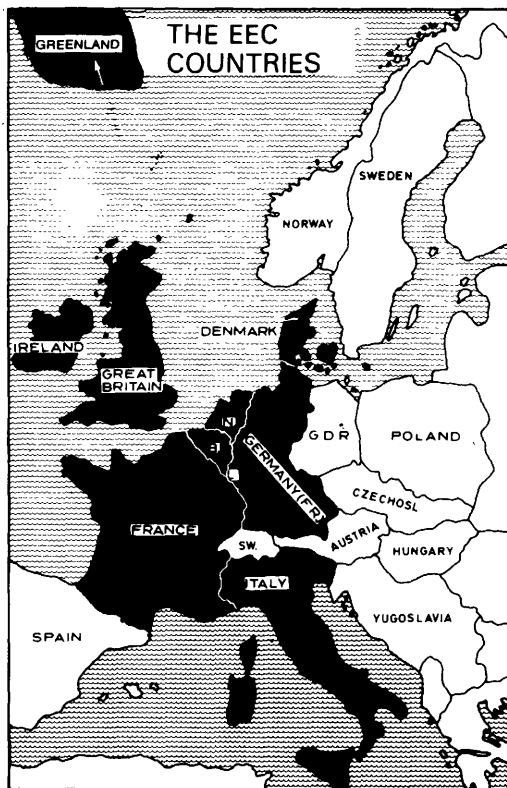 THE EEC
COUNTRIES
GREENLAND
SWEDEN
NORWAY
DENMARK
IRELAND
GREAT
BRITAIN
N
B
L
GDR
POLAND
GERMANY(FR)
CZECHOSL
FRANCE
SW.
AUSTRIA
HUNGARY
ITALY
YUGOSLAVIA
SPAIN